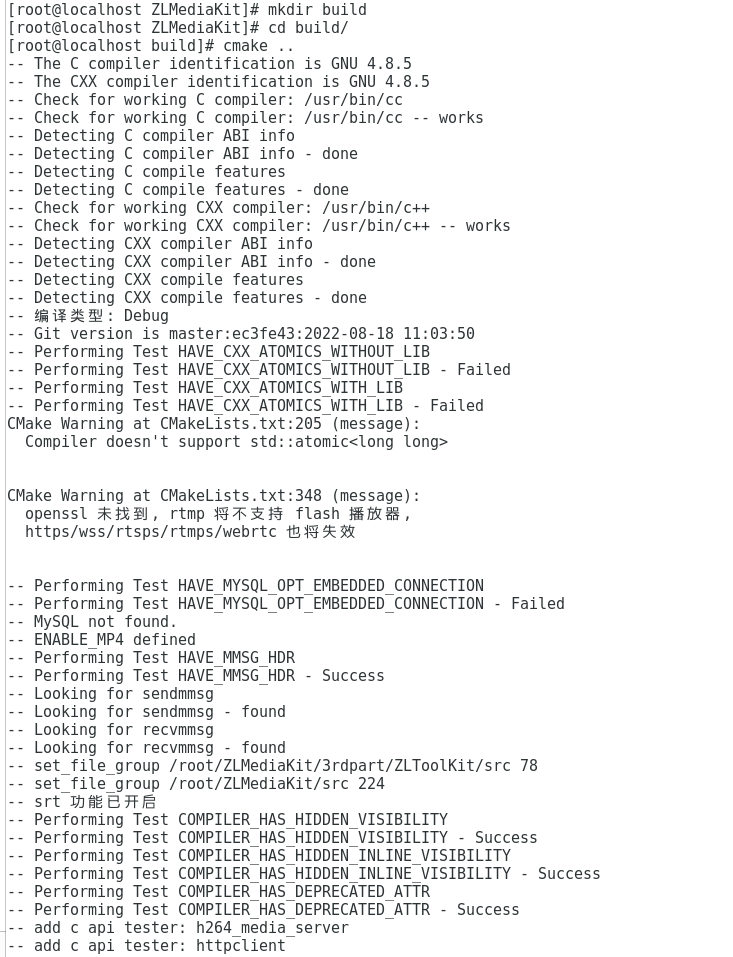 [root@localhost ZLMediaKit]# mkdir build
[root@localhost ZLMediaKit]# cd build/
[root@localhost build]# cmake ..
-- The C compiler identification is GNU 4.8.5
-- The CXX compiler identification is GNU 4.8.5
-- Check for working C compiler: /usr/bin/cc
-- Check for working C compiler: /usr/bin/cc -- works
-- Detecting C compiler ABI info
-- Detecting C compiler ABI info - done
-- Detecting C compile features
-- Detecting C compile features - done
-- Check for working CXX compiler: /usr/bin/c++
-- Check for working CXX compiler: /usr/bin/c++ -- works
-- Detecting CXX compiler ABI info
-- Detecting CXX compiler ABI info - done
-- Detecting CXX compile features
-- Detecting CXX compile features - done
-- 编译类型: Debug
-- Git version is master:ec3fe43:2022-08-18 11:03:50
-- Performing Test HAVE_CXX_ATOMICS_WITHOUT_LIB
-- Performing Test HAVE_CXX_ATOMICS_WITHOUT_LIB - Failed
-- Performing Test HAVE_CXX_ATOMICS_WITH_LIB
-- Performing Test HAVE_CXX_ATOMICS_WITH_LIB - Failed
CMake Warning at CMakeLists.txt:205 (message):
  Compiler doesn't support std::atomic<long long>
CMake Warning at CMakeLists.txt:348 (message):
  openssl 未找到, rtmp 将不支持 flash 播放器,
  https/wss/rtsps/rtmps/webrtc 也将失效
-- Performing Test HAVE_MYSQL_OPT_EMBEDDED_CONNECTION
-- Performing Test HAVE_MYSQL_OPT_EMBEDDED_CONNECTION - Failed
-- MySQL not found.
-- ENABLE_MP4 defined
-- Performing Test HAVE_MMSG_HDR
-- Performing Test HAVE_MMSG_HDR - Success
-- Looking for sendmmsg
-- Looking for sendmmsg - found
-- Looking for recvmmsg
-- Looking for recvmmsg - found
-- set_file_group /root/ZLMediaKit/3rdpart/ZLToolKit/src 78
-- set_file_group /root/ZLMediaKit/src 224
-- srt 功能已开启
-- Performing Test COMPILER_HAS_HIDDEN_VISIBILITY
-- Performing Test COMPILER_HAS_HIDDEN_VISIBILITY - Success
-- Performing Test COMPILER_HAS_HIDDEN_INLINE_VISIBILITY
-- Performing Test COMPILER_HAS_HIDDEN_INLINE_VISIBILITY - Success
-- Performing Test COMPILER_HAS_DEPRECATED_ATTR
-- Performing Test COMPILER_HAS_DEPRECATED_ATTR - Success
-- add c api tester: h264_media_server
-- add c api tester: httpclient